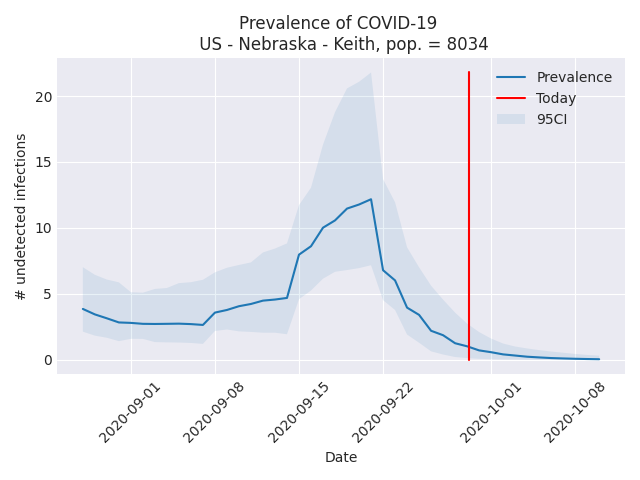 Prevalence of COVID-19
US - Nebraska - Keith, pop. = 8034
# undetected infections
20
15
10
5
0
Prevalence
Today
95CI
2020-09-01
2020-09-08
2020-09-15
2020-09-22
2020-10-01
2020-10-08
Date